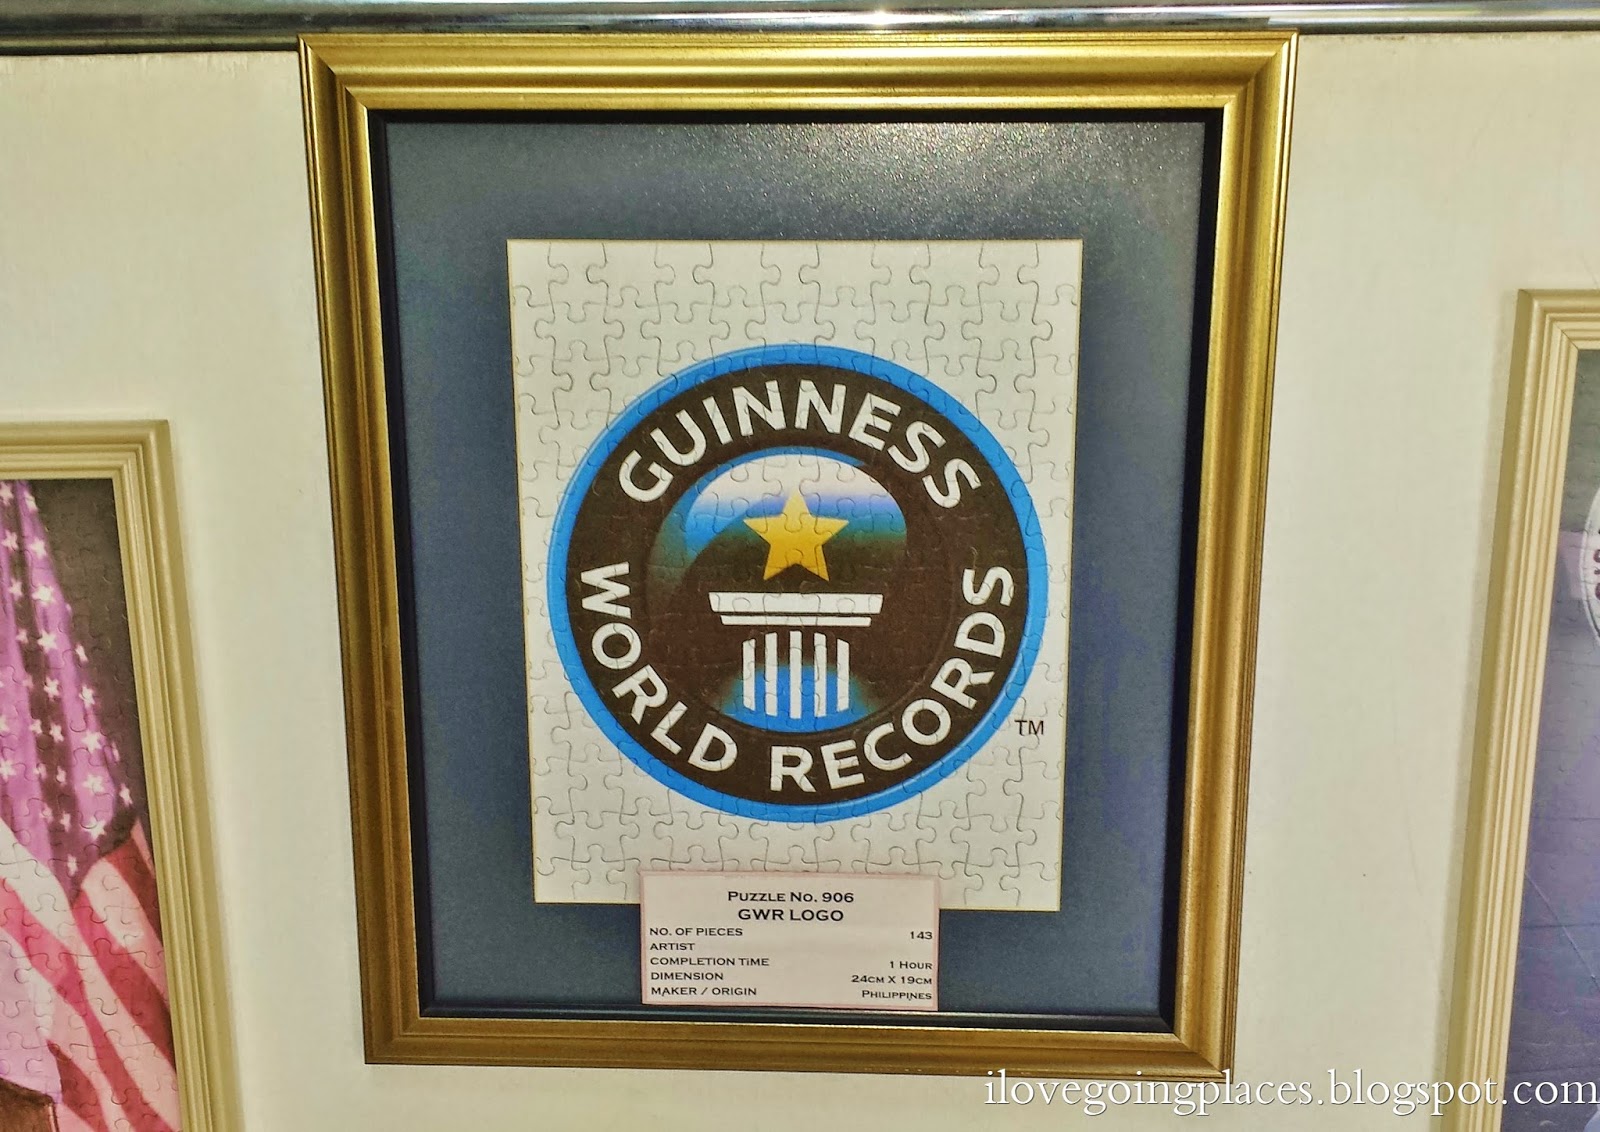 GUINNESS
WORLD RECORDS
TM
PUZZLE NO. 906
GWR LOGO
NO. OF PIECES 143
ARTIST
COMPLETION TiME 1 HOUR
DIMENSION 24CM X 19CM
MAKER / ORIGIN PHILIPPINES
ilovegoingplaces.blogspot.com